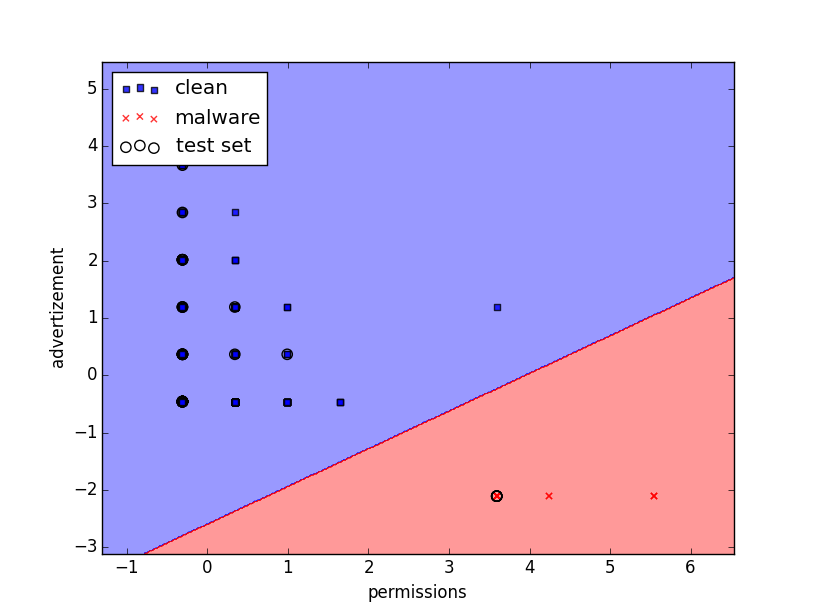 clean
malware
test set
5
4
3
2
1
0
−1
−2
−3
advertizement
−1 0 1 2 3 4 5 6
permissions